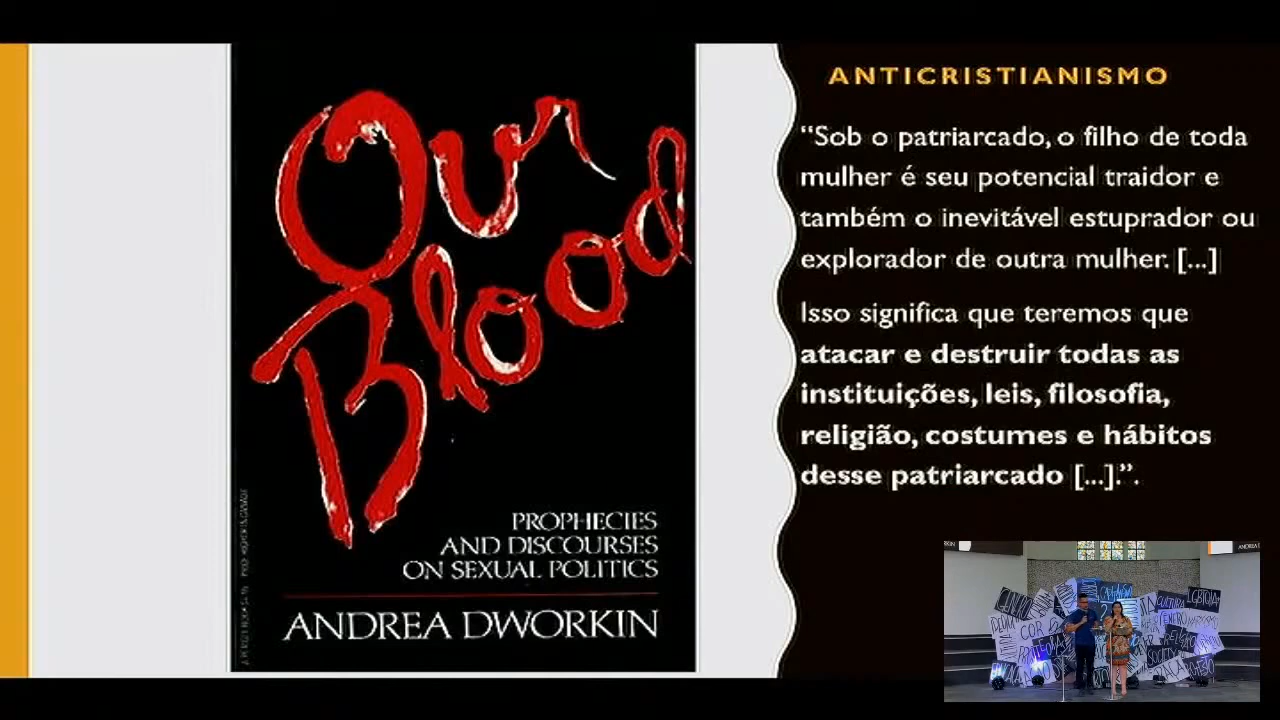 Our
Blood
PROPHECIES
AND DISCOURSES
ON SEXUAL POLITICS
ANDREA DWORKIN
ANTICRISTIANISMO
“Sob o patriarcado, o filho de toda
mulher é seu potencial traidor e
também o inevitável estuprador ou
explorador de outra mulher. [...]
Isso significa que teremos que
atacar e destruir todas as
instituições, leis, filosofia,
religião, costumes e hábitos
desse patriarcado [...].”.
CULTURA
LGBTQIA